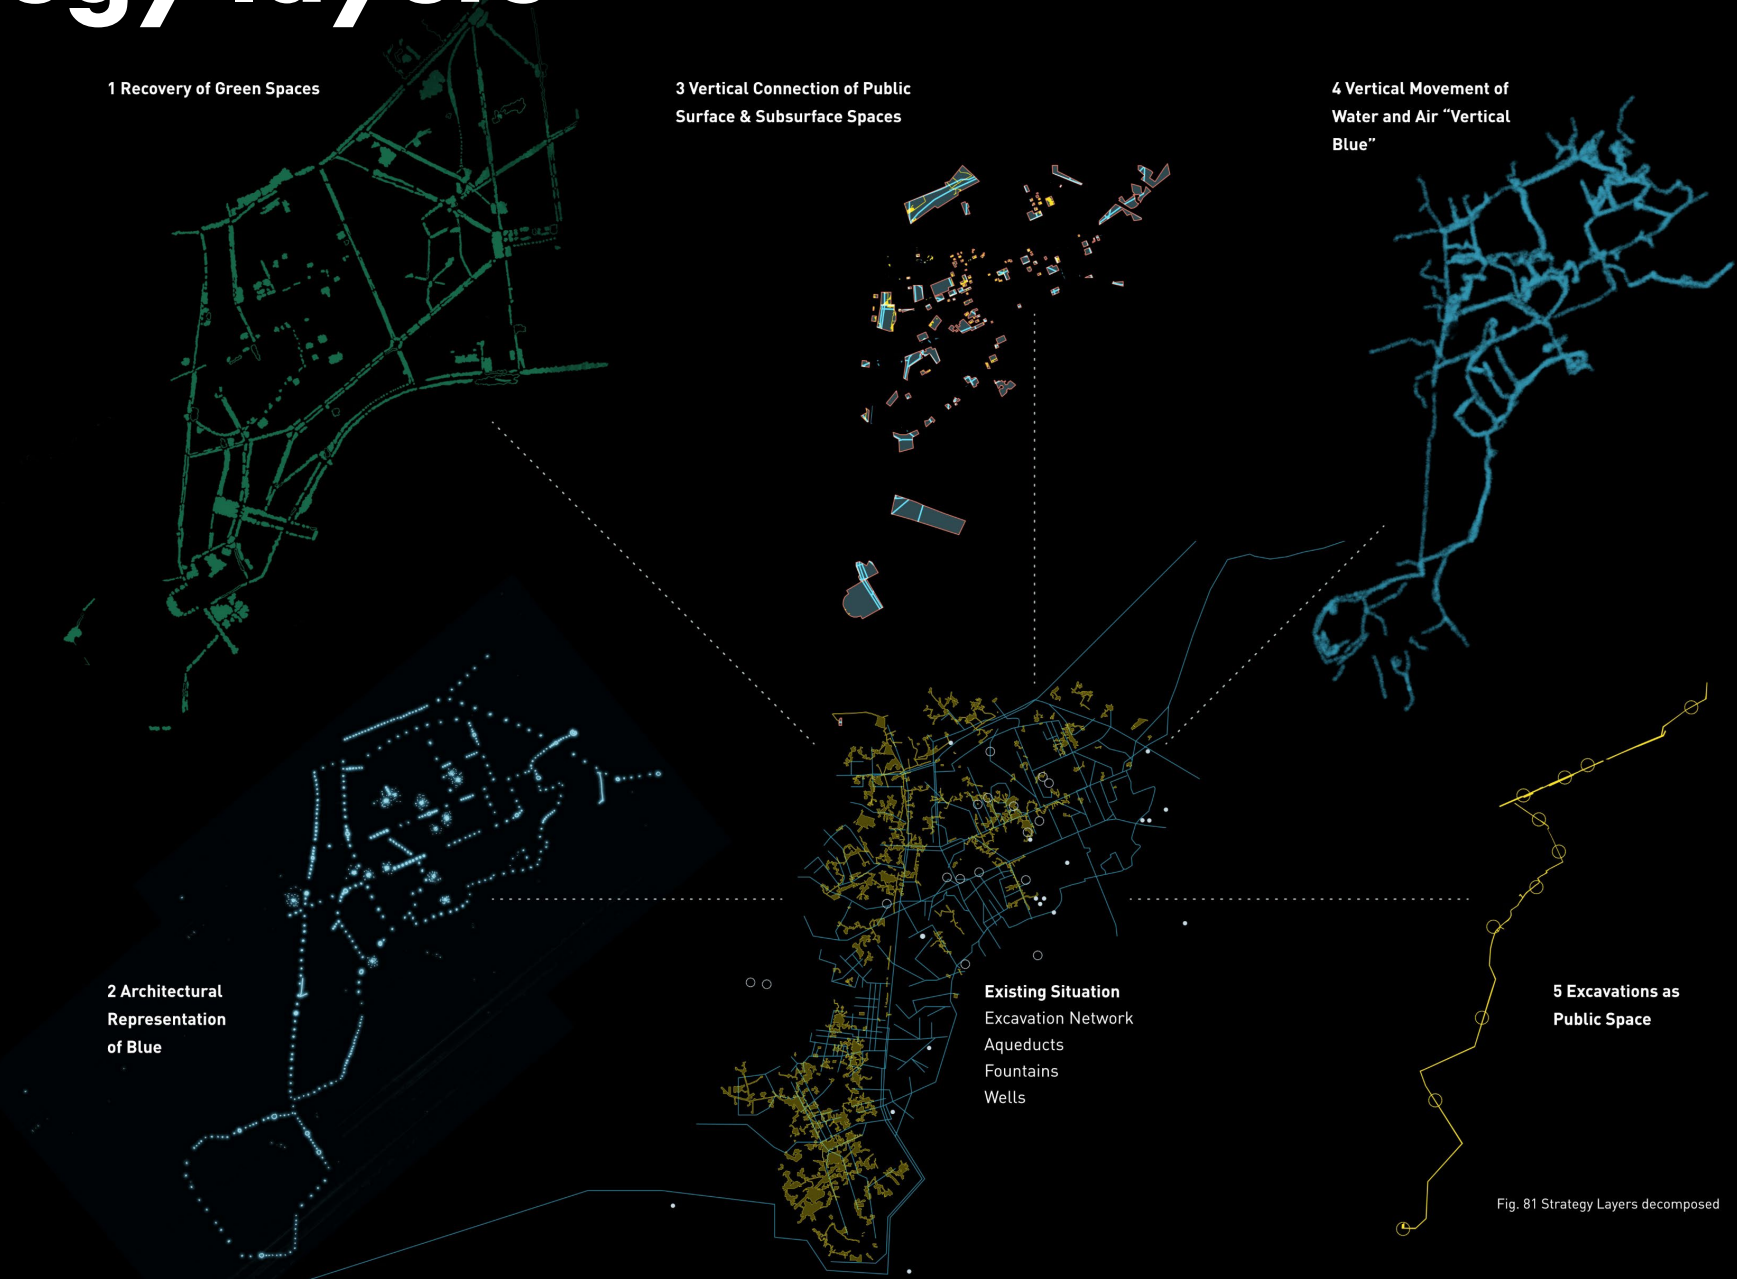 1 Recovery of Green Spaces
3 Vertical Connection of Public
Surface & Subsurface Spaces
4 Vertical Movement of
Water and Air “Vertical
Blue”
2 Architectural
Representation
of Blue
Existing Situation
Excavation Network
Aqueducts
Fountains
Wells
5 Excavations as
Public Space
Fig. 81 Strategy Layers decomposed